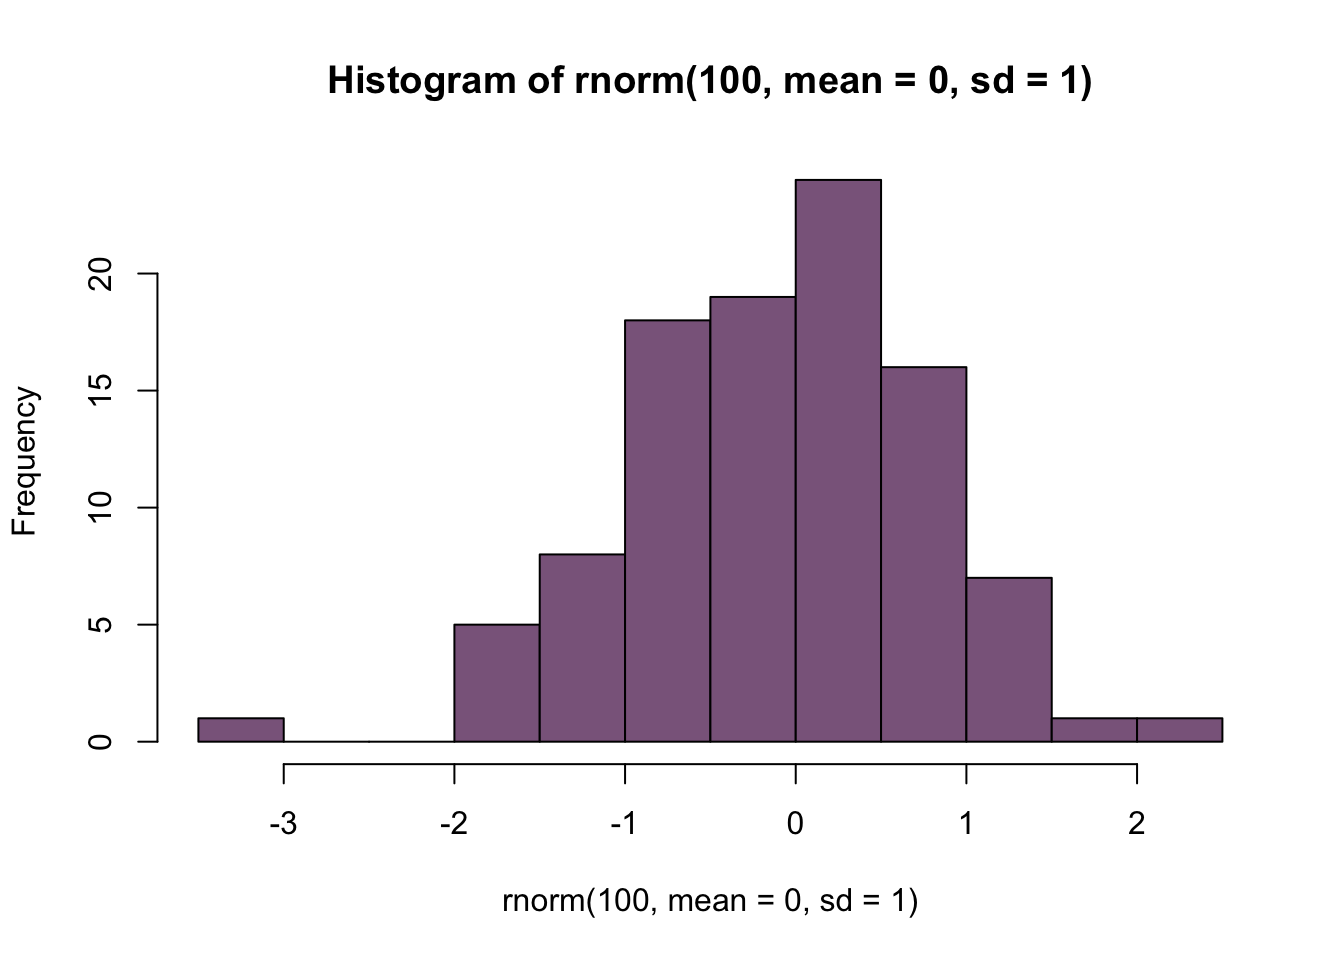 Histogram of rnorm(100, mean = 0, sd = 1)
Frequency
20
15
10
5
0
-3 -2 -1 0 1 2
rnorm(100, mean = 0, sd = 1)